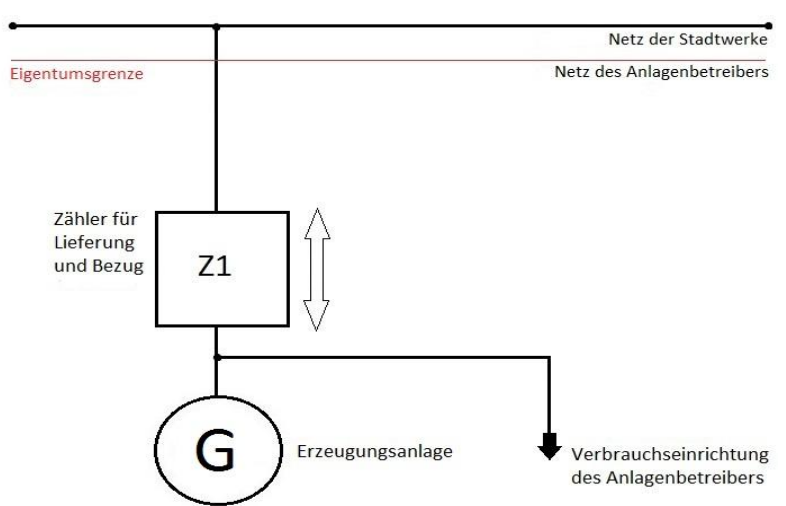 Netz der Stadtwerke
Eigentumsgrenze
Netz des Anlagenbetreibers
Zähler für
Lieferung
und Bezug
Z1
G
Erzeugungsanlage
Verbrauchseinrichtung
des Anlagenbetreibers